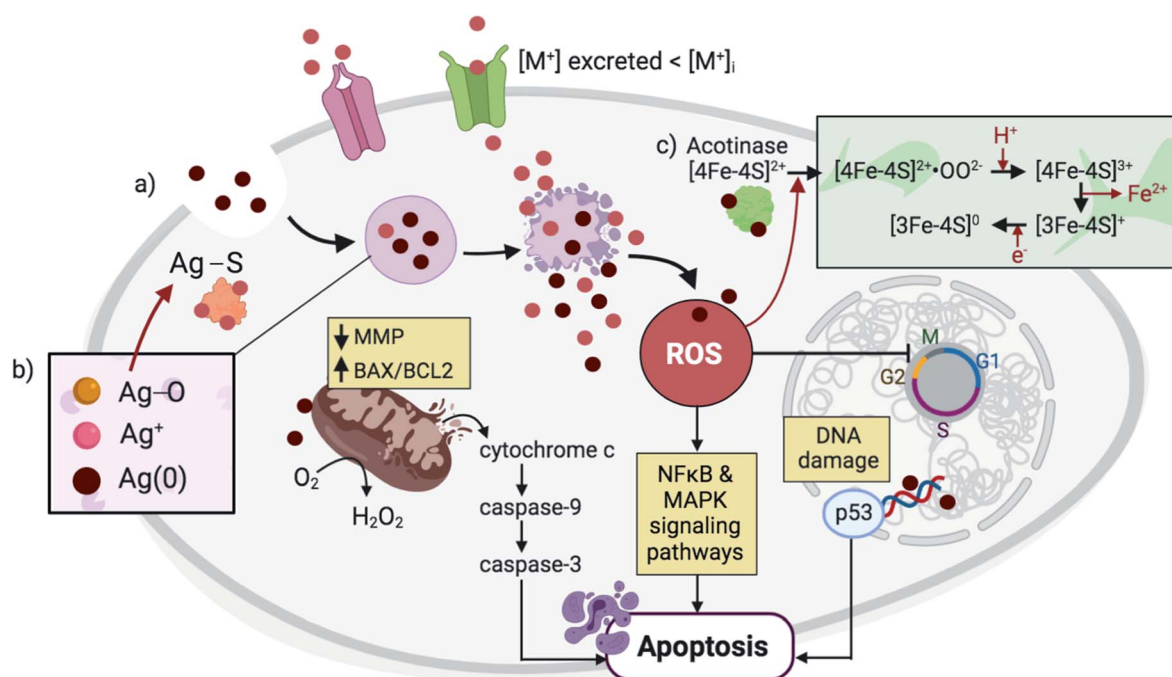 [M⁺] excreted < [M⁺]ᵢ
a)
c) Acotinase
[4Fe-4S]²⁺
H⁺
[4Fe-4S]²⁺•OO²⁻
[4Fe-4S]³⁺
Fe²⁺
[3Fe-4S]⁰
[3Fe-4S]⁺
e⁻
Ag–S
b)
Ag–O
Ag⁺
Ag(0)
MMP
BAX/BCL2
O₂
H₂O₂
cytochrome c
caspase-9
caspase-3
ROS
NFκB &
MAPK
signaling
pathways
M
G1
G2
S
DNA
damage
p53
Apoptosis